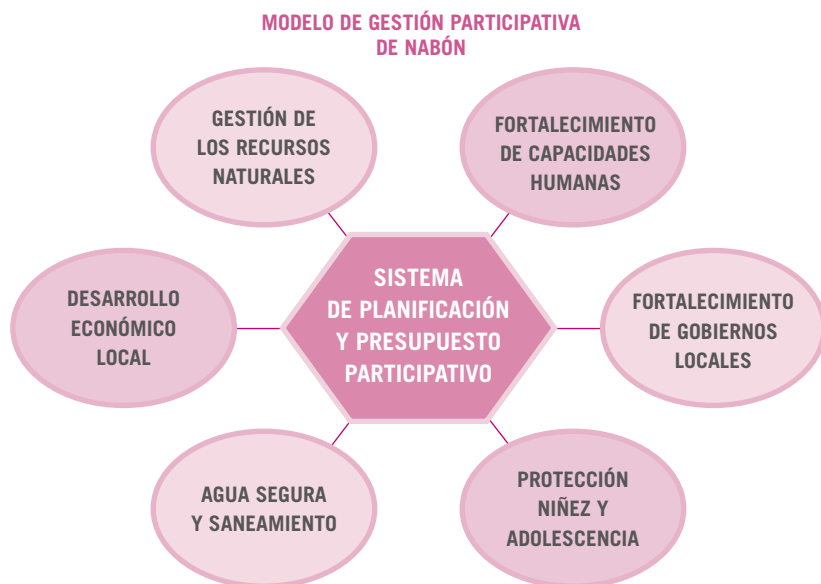 MODELO DE GESTIÓN PARTICIPATIVA
DE NABÓN
GESTIÓN DE
LOS RECURSOS
NATURALES
FORTALECIMIENTO
DE CAPACIDADES
HUMANAS
DESARROLLO
ECONÓMICO
LOCAL
SISTEMA
DE PLANIFICACIÓN
Y PRESUPUESTO
PARTICIPATIVO
FORTALECIMIENTO
DE GOBIERNOS
LOCALES
AGUA SEGURA
Y SANEAMIENTO
PROTECCIÓN
NIÑEZ Y
ADOLESCENCIA